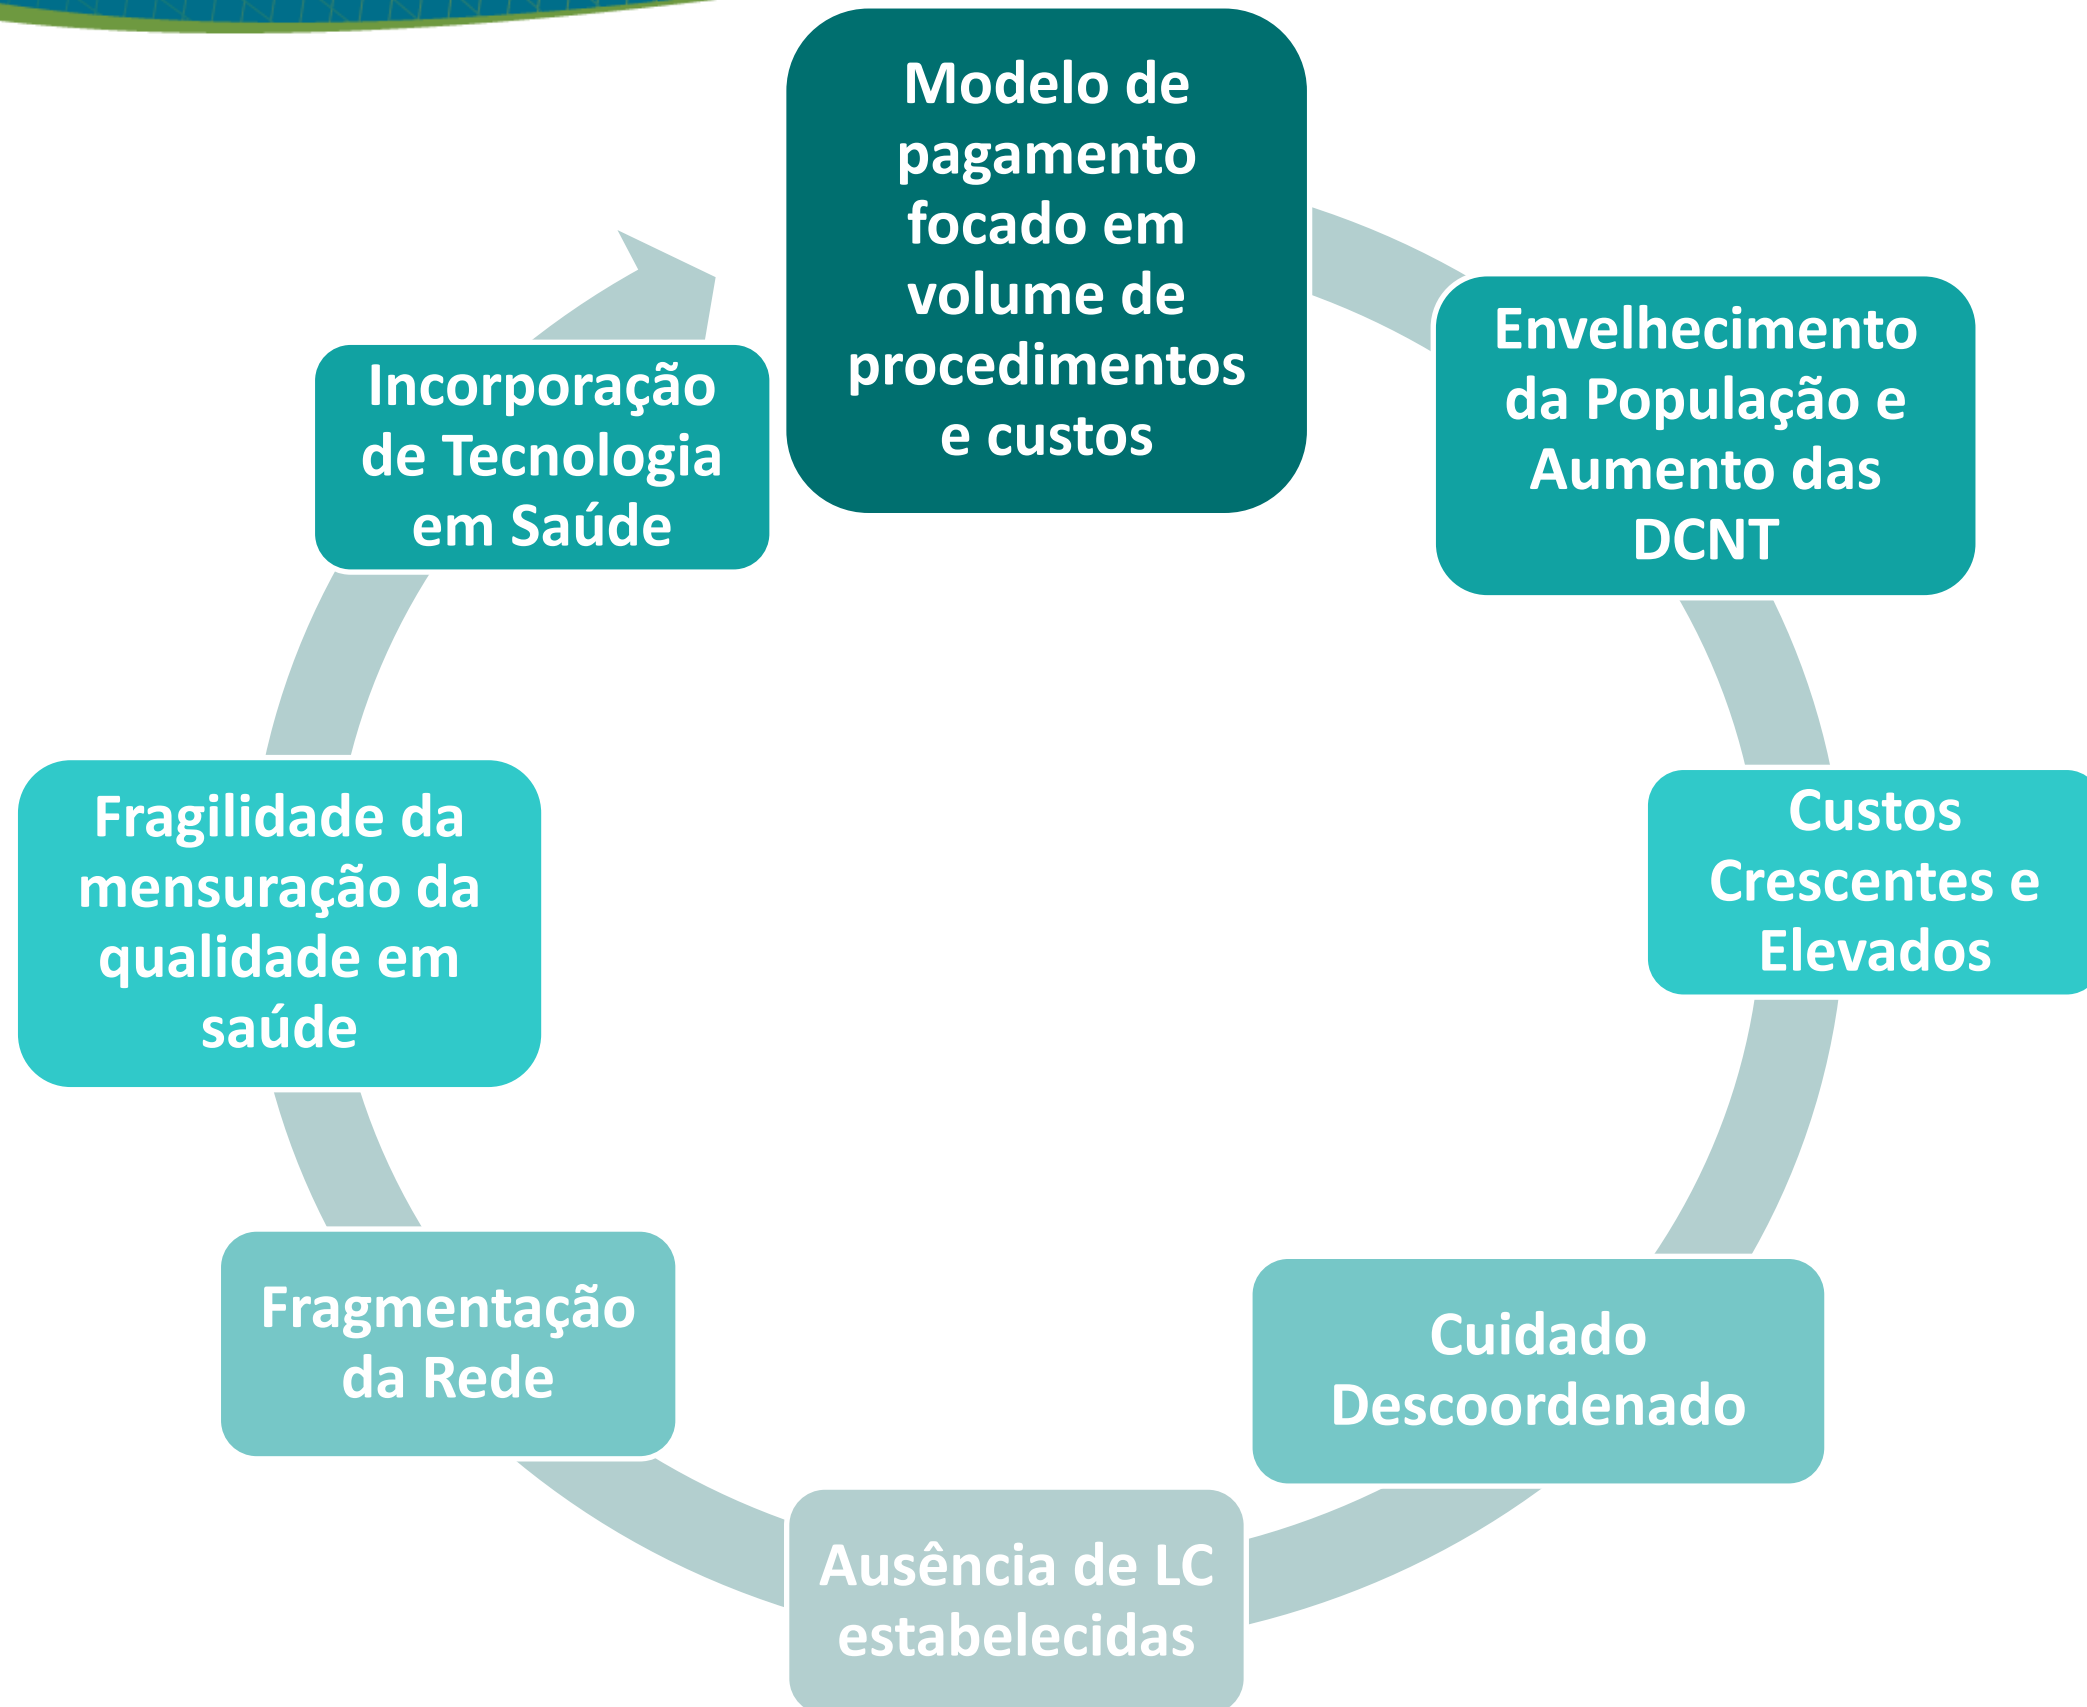 Modelo de
pagamento
focado em
volume de
procedimentos
e custos
Envelhecimento
da População e
Aumento das
DCNT
Custos
Crescentes e
Elevados
Cuidado
Descoordenado
Ausência de LC
estabelecidas
Fragmentação
da Rede
Fragilidade da
mensuração da
qualidade em
saúde
Incorporação
de Tecnologia
em Saúde